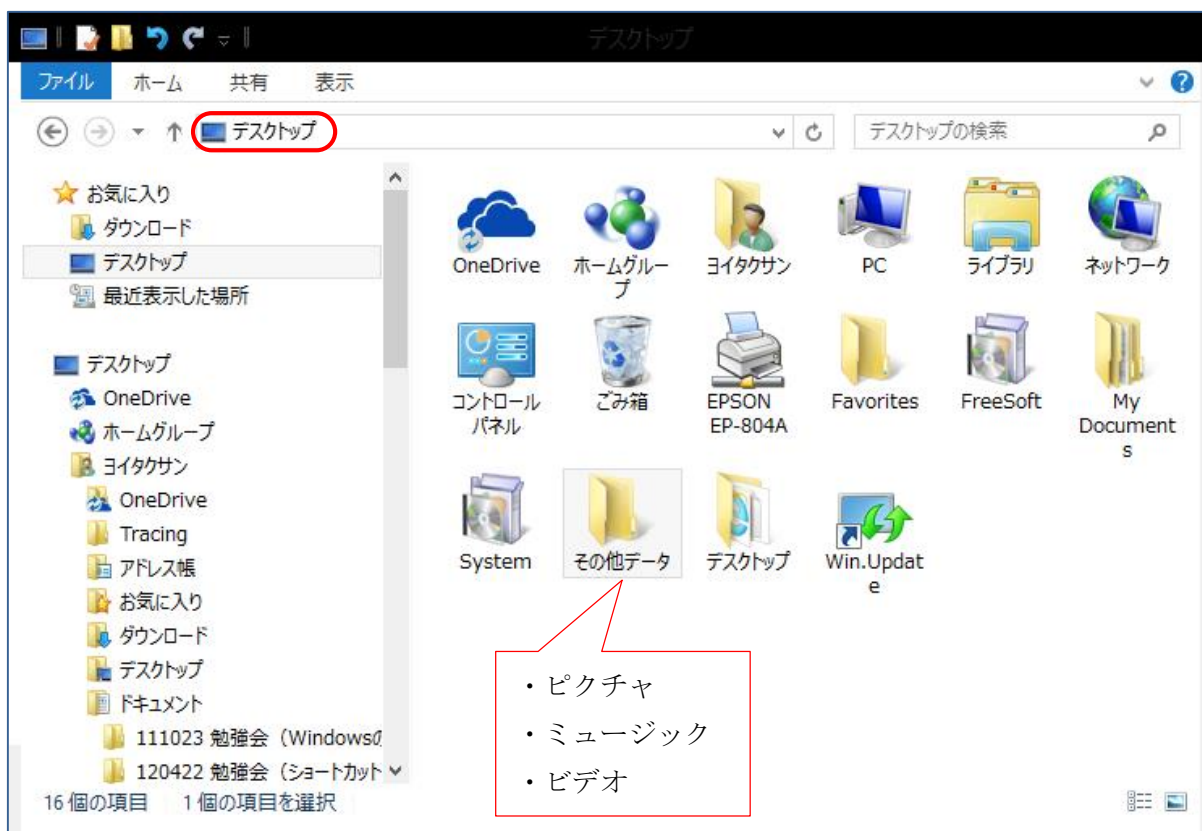 デスクトップ
ファイル ホーム 共有 表示
デスクトップ デスクトップの検索
お気に入り
ダウンロード
デスクトップ
最近表示した場所
デスクトップ
OneDrive
ホームグループ
ヨイタクサン
OneDrive
Tracing
アドレス帳
お気に入り
ダウンロード
デスクトップ
ドキュメント
111023 勉強会（Windowsの
120422 勉強会（ショートカット
OneDrive ホームグルー ヨイタクサン PC ライブラリ ネットワーク
プ
コントロール ごみ箱 EPSON Favorites FreeSoft My
パネル EP-804A Document
s
System その他データ デスクトップ Win.Updat
e
・ピクチャ
・ミュージック
・ビデオ
16 個の項目 1 個の項目を選択